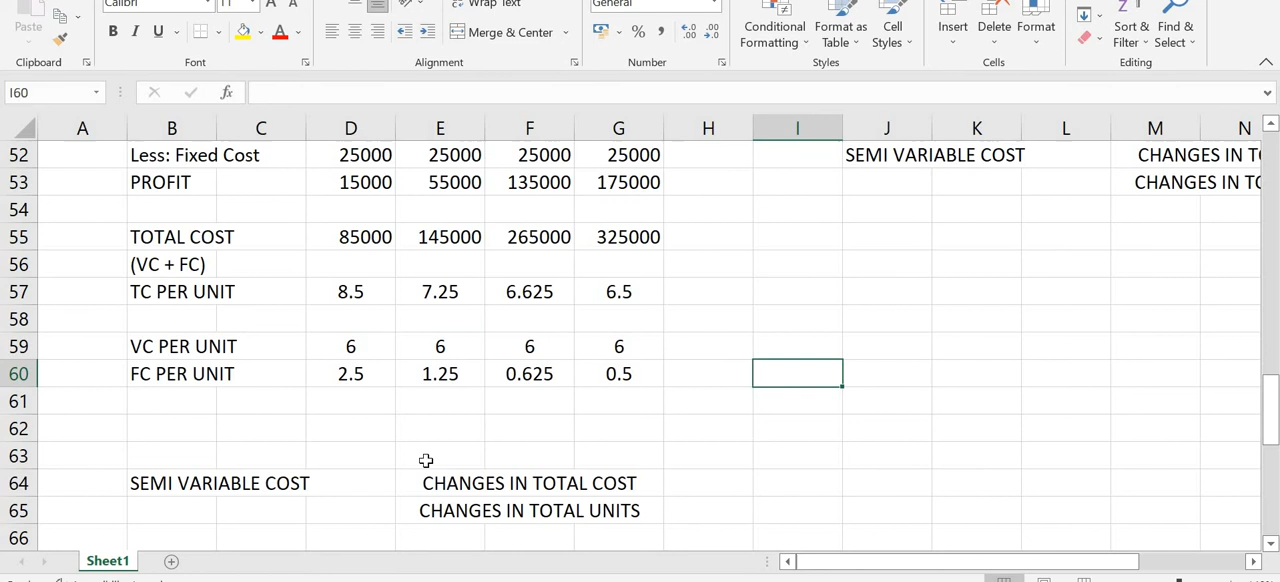 Calibri 11 A A Wrap Text General
Paste B I U A Merge & Center % , .00 .0 Conditional Formatting Format as Table Cell Styles Insert Delete Format Sort & Filter Find & Select
Clipboard Font Alignment Number Styles Cells Editing
I60 fx
A B C D E F G H I J K L M N
52 Less: Fixed Cost 25000 25000 25000 25000 SEMI VARIABLE COST CHANGES IN T
53 PROFIT 15000 55000 135000 175000 CHANGES IN TO
54
55 TOTAL COST 85000 145000 265000 325000
56 (VC + FC)
57 TC PER UNIT 8.5 7.25 6.625 6.5
58
59 VC PER UNIT 6 6 6 6
60 FC PER UNIT 2.5 1.25 0.625 0.5
61
62
63
64 SEMI VARIABLE COST CHANGES IN TOTAL COST
65 CHANGES IN TOTAL UNITS
66
Sheet1